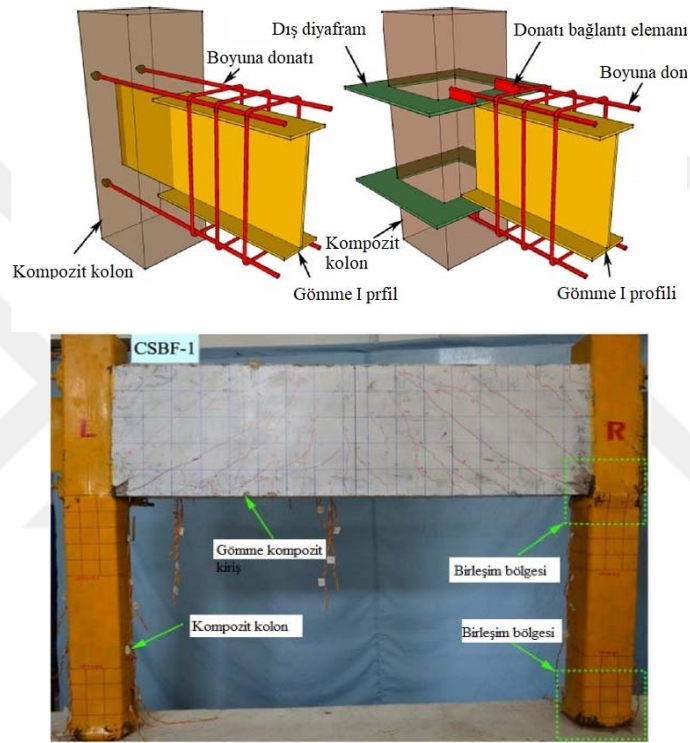 Dış diyafram
Donatı bağlantı elemanı
Boyuna donatı
Boyuna don
Kompozit kolon
Kompozit
kolon
Gömme I prfil
Gömme I profili
CSBF-1
L
R
Gömme kompozit
kiriş
Birleşim bölgesi
Kompozit kolon
Birleşim bölgesi